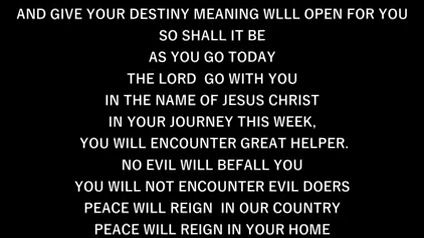 AND GIVE YOUR DESTINY MEANING WLLL OPEN FOR YOU
SO SHALL IT BE
AS YOU GO TODAY
THE LORD  GO WITH YOU
IN THE NAME OF JESUS CHRIST
IN YOUR JOURNEY THIS WEEK,
YOU WILL ENCOUNTER GREAT HELPER.
NO EVIL WILL BEFALL YOU
YOU WILL NOT ENCOUNTER EVIL DOERS
PEACE WILL REIGN  IN OUR COUNTRY
PEACE WILL REIGN IN YOUR HOME